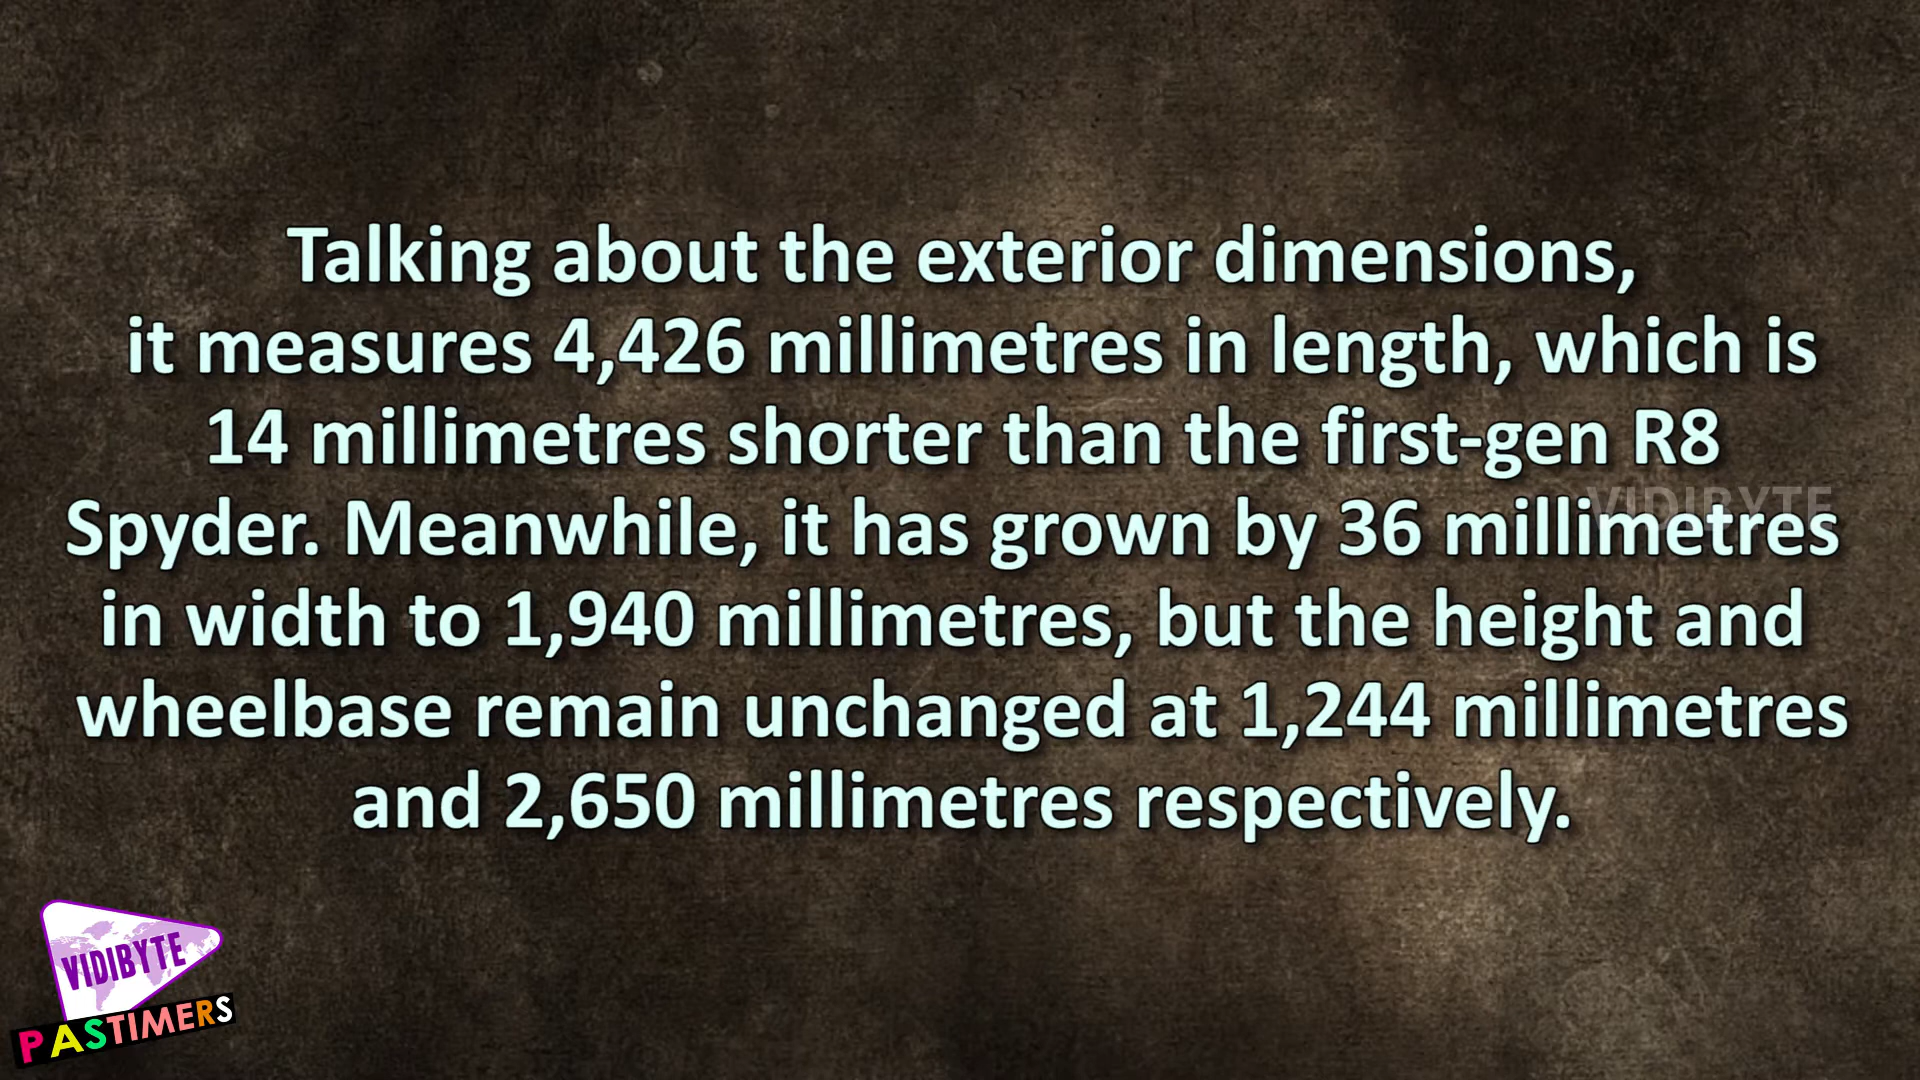 Talking about the exterior dimensions,
it measures 4,426 millimetres in length, which is
14 millimetres shorter than the first-gen R8
VIDIBYTE
Spyder. Meanwhile, it has grown by 36 millimetres
in width to 1,940 millimetres, but the height and
wheelbase remain unchanged at 1,244 millimetres
and 2,650 millimetres respectively.
VIDIBYTE
PASTIMERS